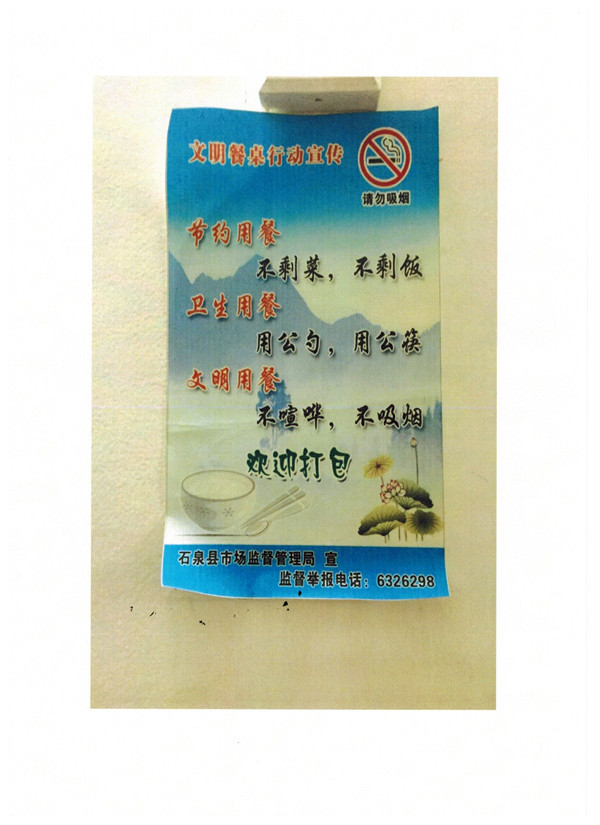 文明餐桌行动宣传
请勿吸烟
节约用餐
不剩菜，不剩饭
卫生用餐
用公勺，用公筷
文明用餐
不喧哗，不吸烟
欢迎打包
石泉县市场监督管理局 宣
监督举报电话：6326298